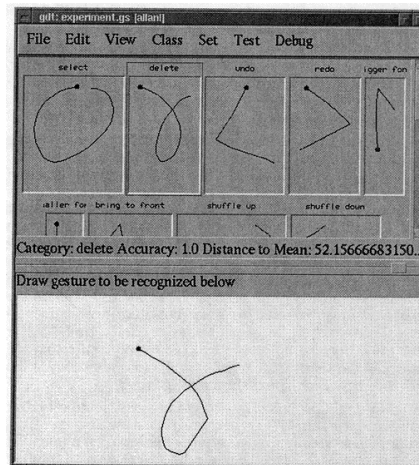 gdt: experiment.gs [allanl]
File Edit View Class Set Test Debug
select delete undo redo igger fon
aller for bring to front shuffle up shuffle down
Category: delete Accuracy: 1.0 Distance to Mean: 52.15666683150..
Draw gesture to be recognized below